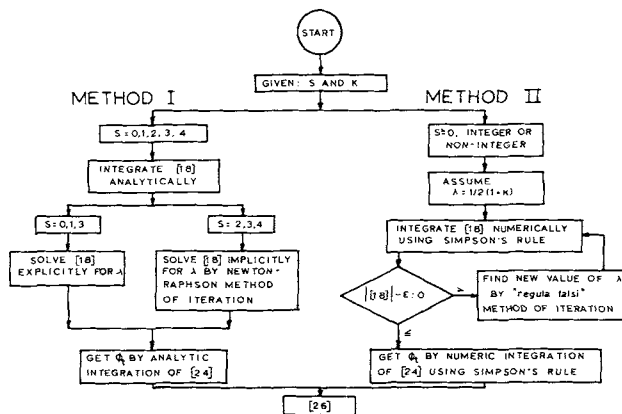 START
GIVEN: S AND K
METHOD I
METHOD II
S=0,1,2,3,4
INTEGRATE [18]
ANALYTICALLY
S=0,1,3
S=2,3,4
SOLVE [18]
EXPLICITLY FOR λ
SOLVE [18] IMPLICITLY
FOR λ BY NEWTON-
RAPHSON METHOD
OF ITERATION
GET ϕt BY ANALYTIC
INTEGRATION OF [24]
S≥0, INTEGER OR
NON-INTEGER
ASSUME
λ = 1/2 (1+K)
INTEGRATE [18] NUMERICALLY
USING SIMPSON'S RULE
|[18]|-ε:0
>
FIND NEW VALUE OF λ
BY "regula falsi"
METHOD OF ITERATION
≤
GET ϕt BY NUMERIC INTEGRATION
OF [24] USING SIMPSON'S RULE
[26]